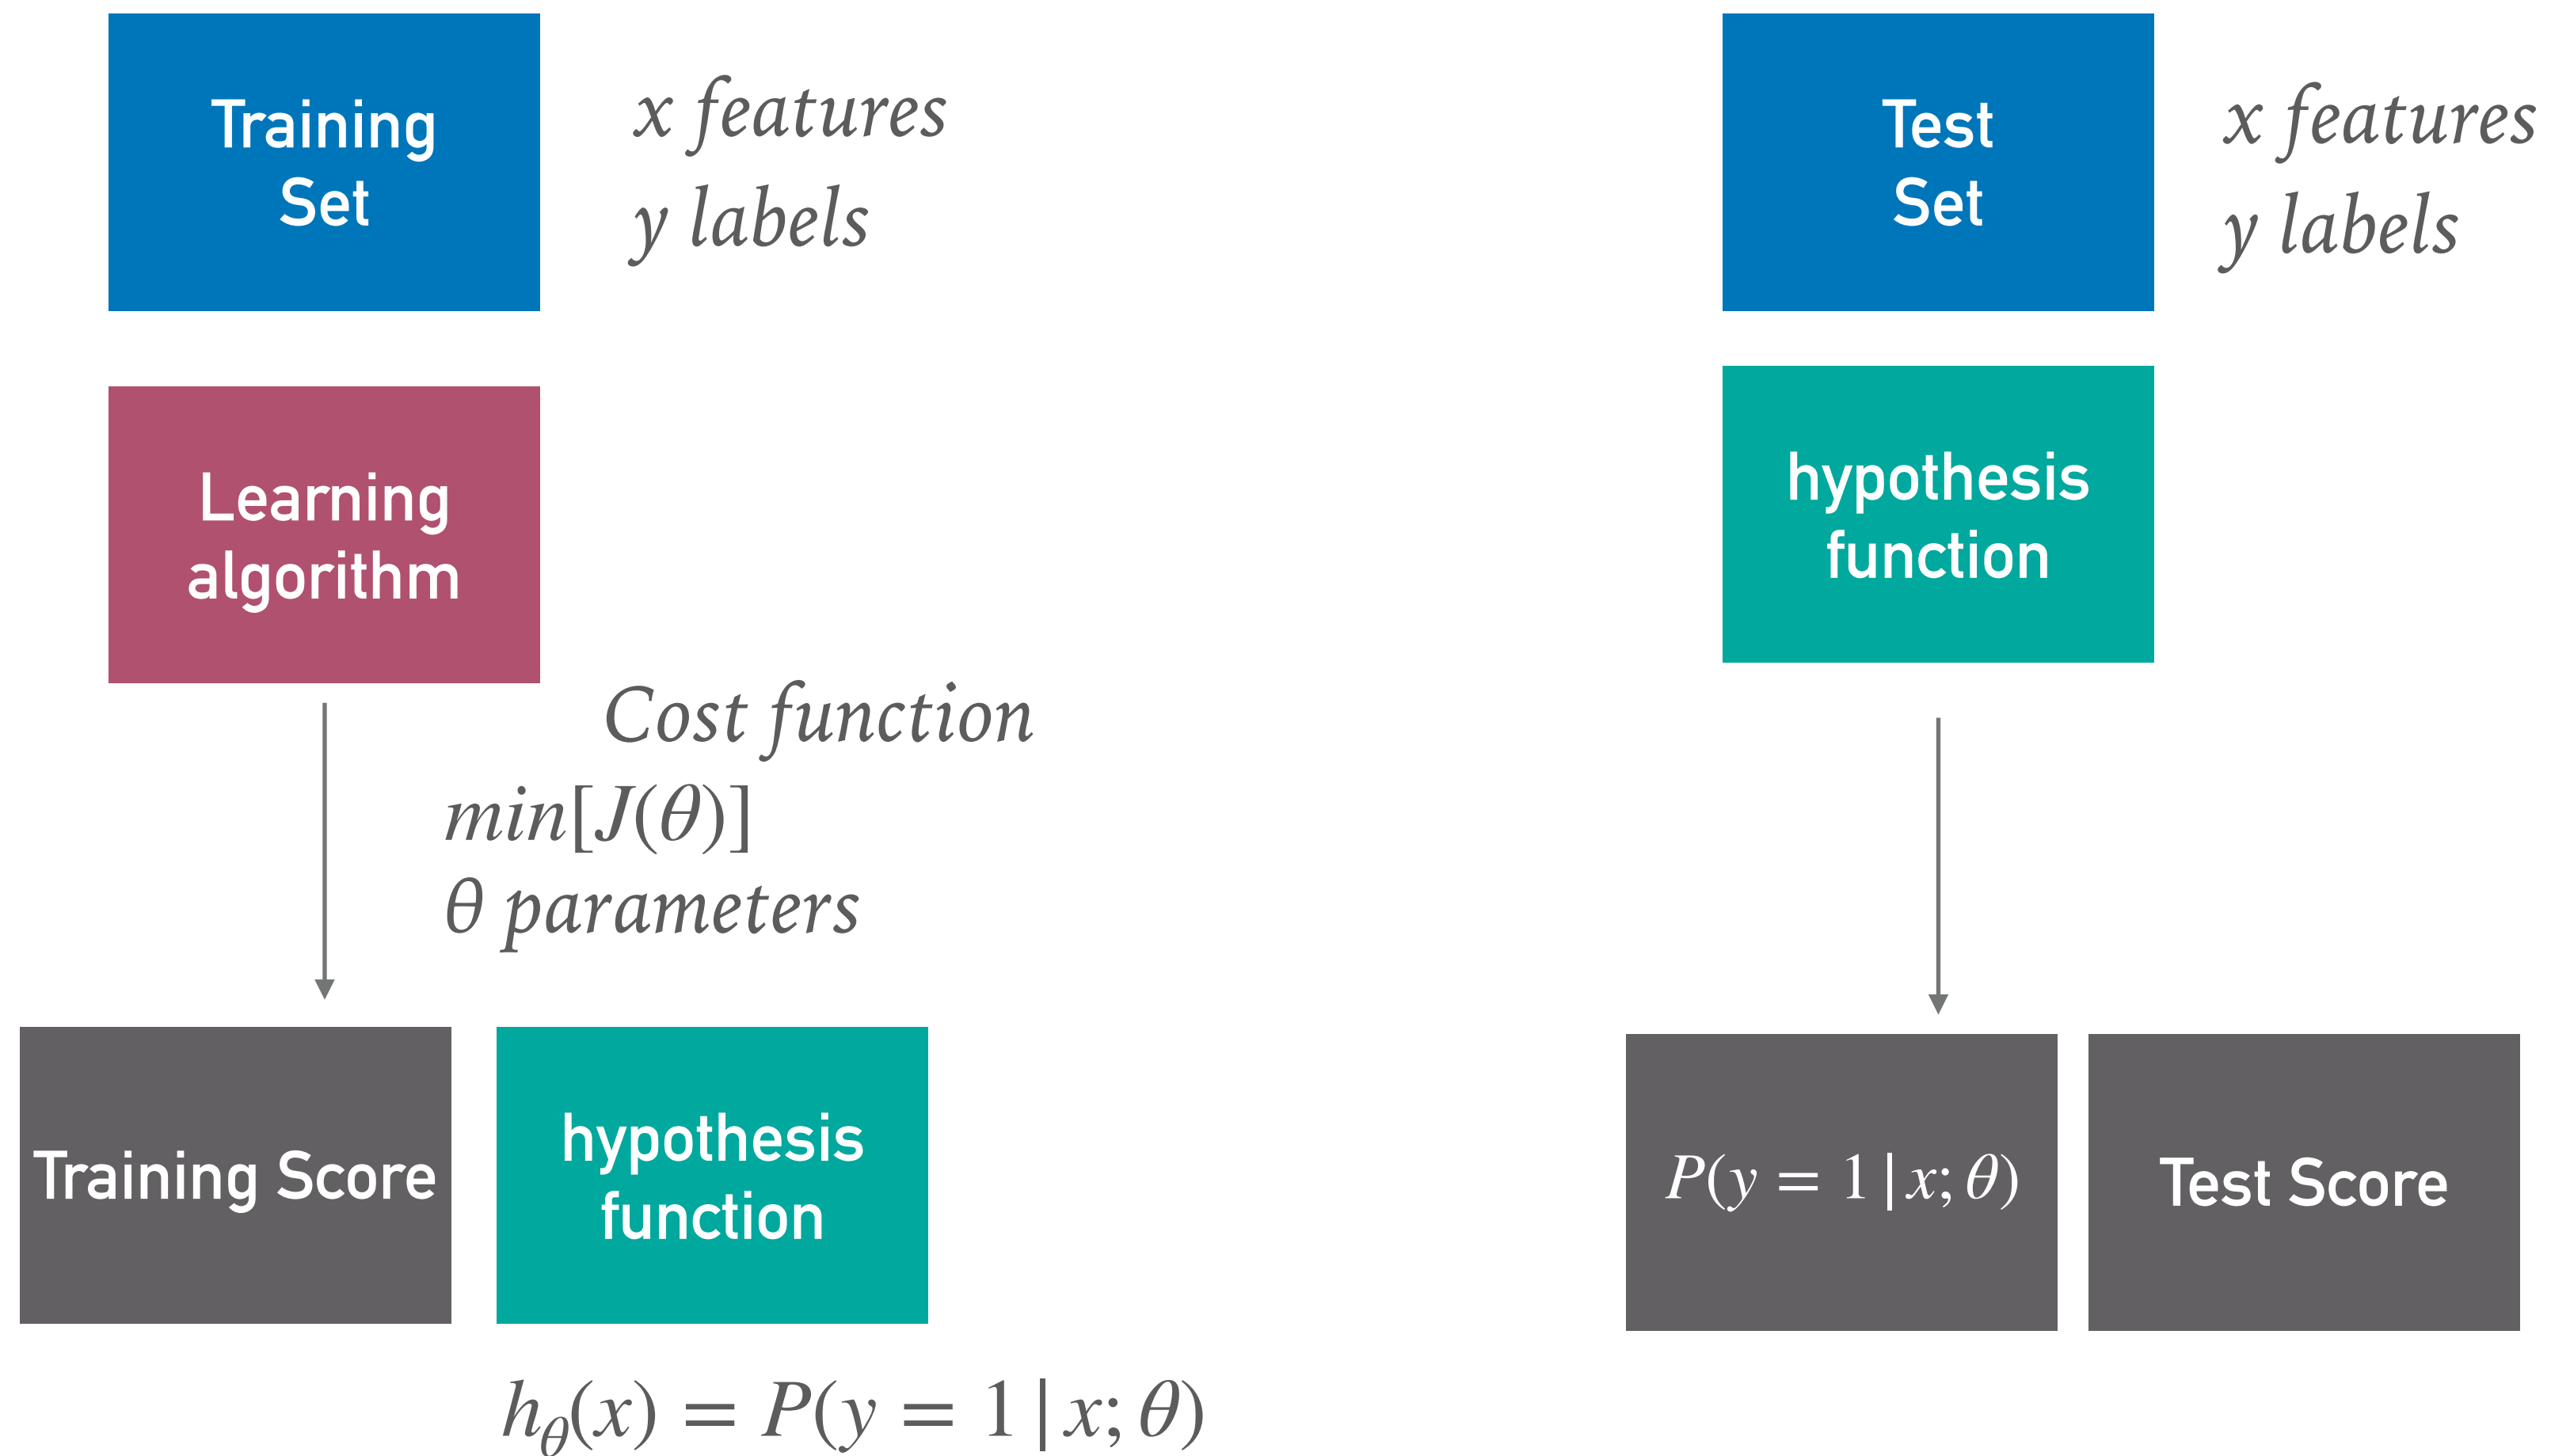 Training
Set
x features
y labels
Learning
algorithm
Cost function
min[J(θ)]
θ parameters
Training Score
hypothesis
function
hθ(x) = P(y = 1 | x; θ)
Test
Set
x features
y labels
hypothesis
function
P(y = 1 | x; θ)
Test Score